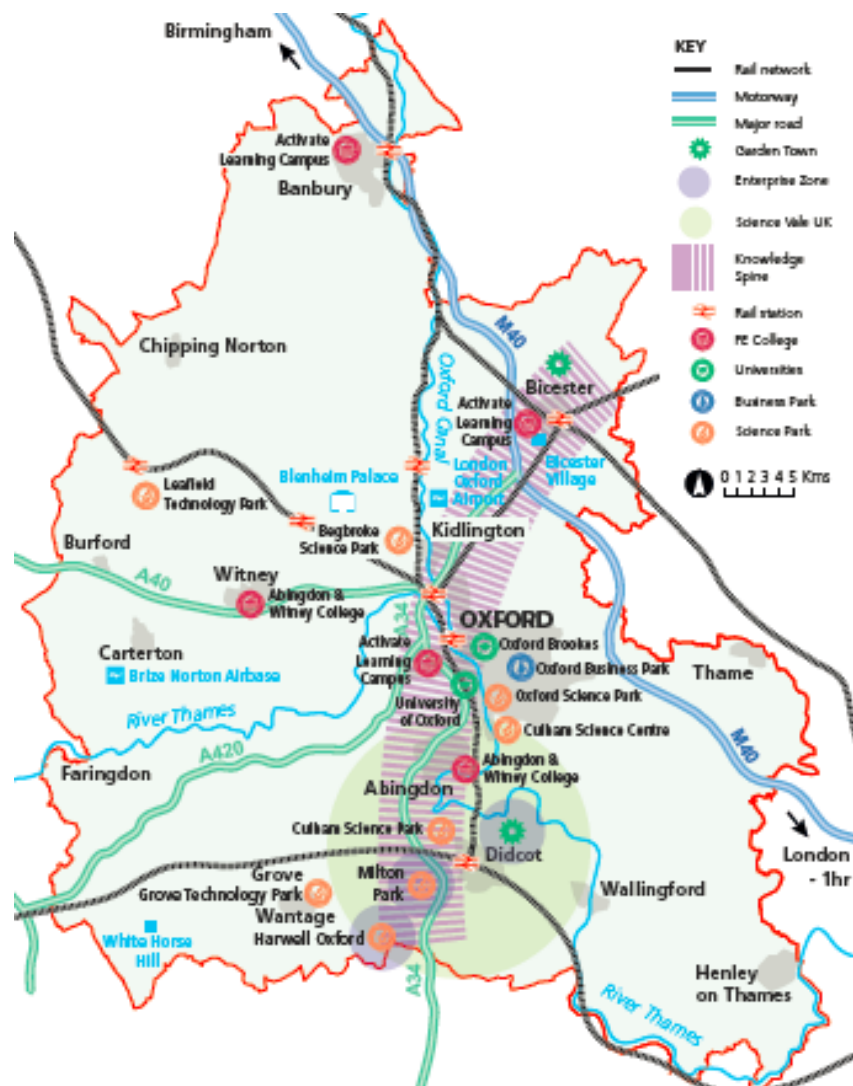 Birmingham
KEY
Rail network
Motorway
Major road
Garden Town
Enterprise Zone
Science Vale UK
Knowledge
Spine
Rail station
FE College
Universities
Business Park
Science Park
0 1 2 3 4 5 Kms
Activate
Learning Campus
Banbury
M40
Chipping Norton
Oxford Canal
Bicester
Activate
Learning
Campus
Bicester
Village
Leafield
Technology Park
Blenheim Palace
London
Oxford
Airport
Begbroke
Science Park
Kidlington
Burford
A40
Witney
Abingdon &
Witney College
A34
OXFORD
Oxford Brookes
Activate
Learning
Campus
Oxford Business Park
Carterton
Brize Norton Airbase
Thame
University
of Oxford
Oxford Science Park
River Thames
Culham Science Centre
A420
M40
Faringdon
Abingdon
Abingdon &
Witney College
Culham Science Park
Didcot
London
- 1hr
Grove
Grove Technology Park
Milton
Park
Wallingford
Wantage
Harwell Oxford
White Horse
Hill
A34
Henley
on Thames
River Thames